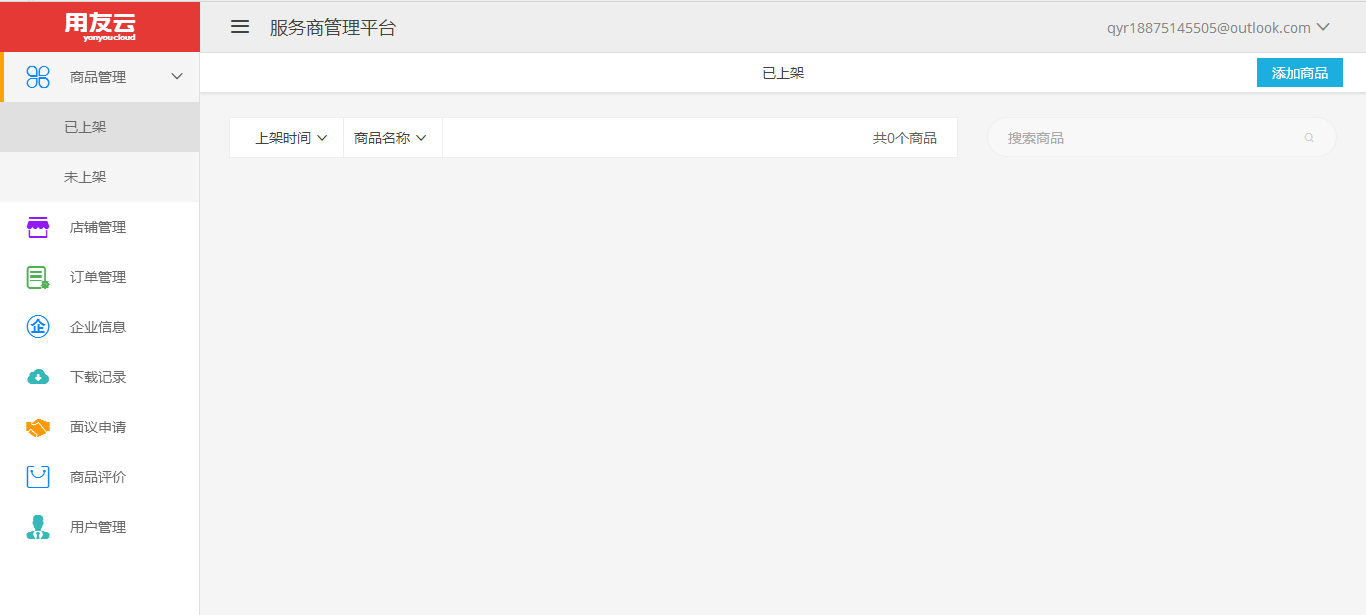 用友云
yonyoucloud
服务商管理平台
qyr18875145505@outlook.com
商品管理
已上架
未上架
店铺管理
订单管理
企业信息
下载记录
面议申请
商品评价
用户管理
已上架
添加商品
上架时间
商品名称
共0个商品
搜索商品